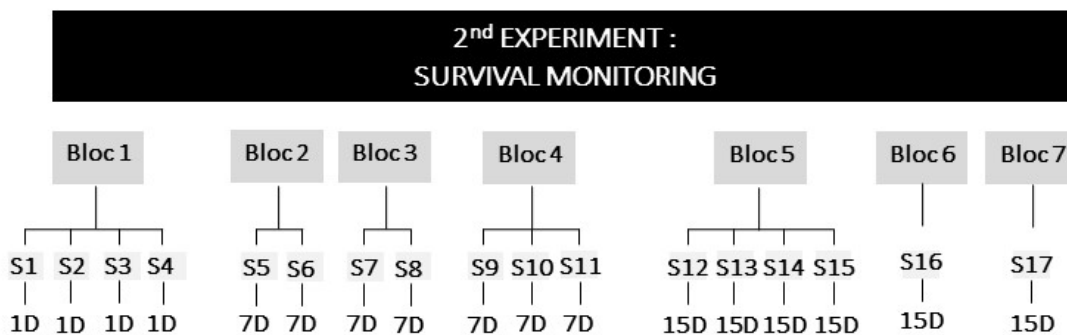 2nd EXPERIMENT :
SURVIVAL MONITORING
Bloc 1 Bloc 2 Bloc 3 Bloc 4 Bloc 5 Bloc 6 Bloc 7
S1 S2 S3 S4 S5 S6 S7 S8 S9 S10 S11 S12 S13 S14 S15 S16 S17
1D 1D 1D 1D 7D 7D 7D 7D 7D 7D 7D 15D 15D 15D 15D 15D 15D